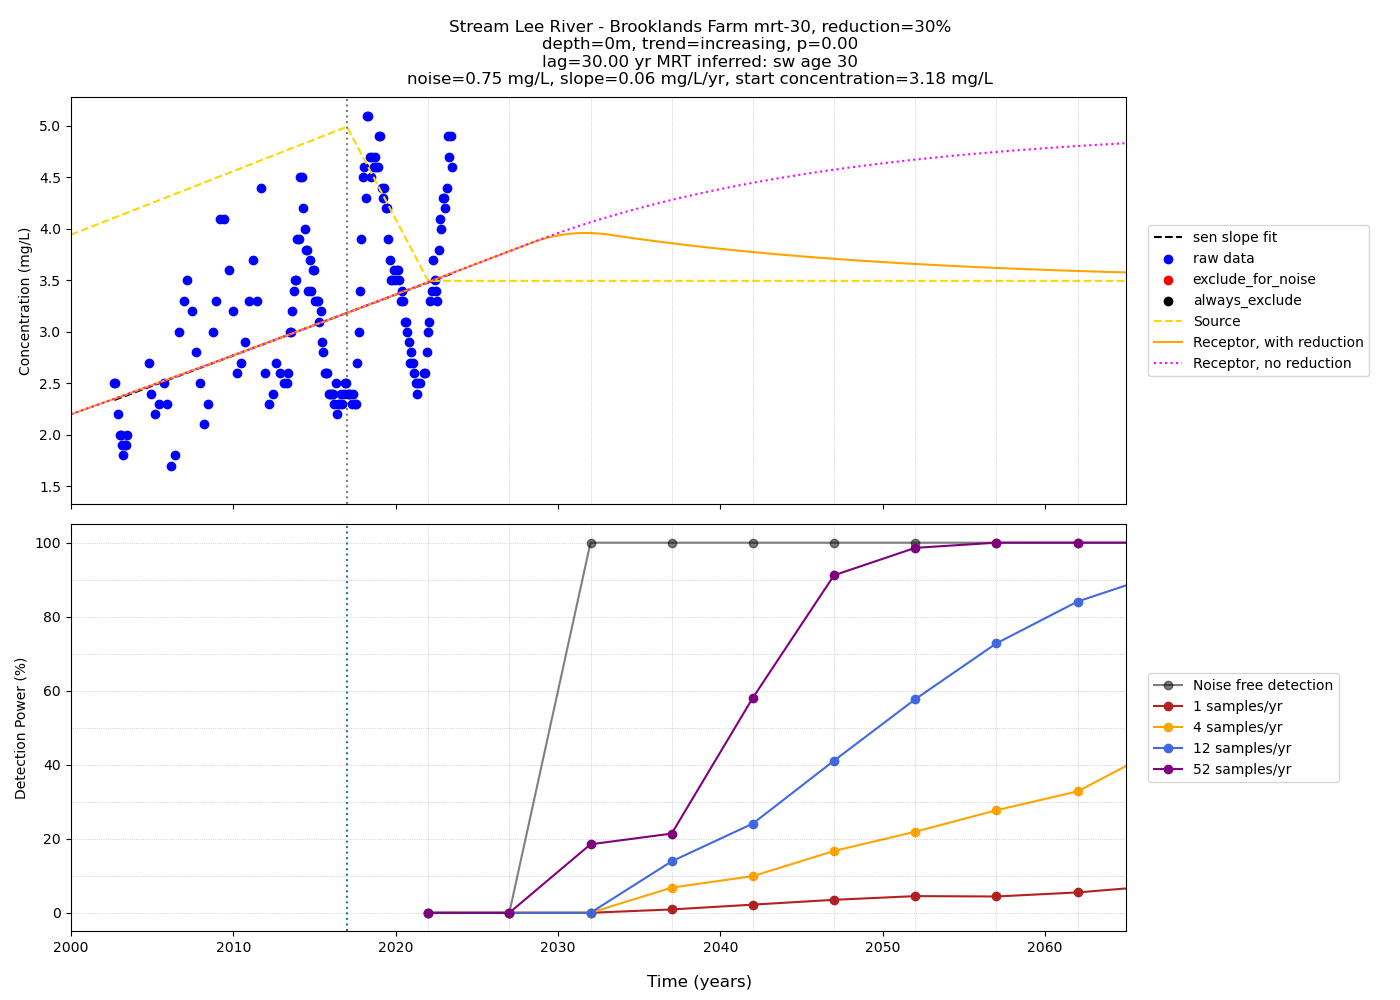 Stream Lee River - Brooklands Farm mrt-30, reduction=30%
depth=0m, trend=increasing, p=0.00
lag=30.00 yr MRT inferred: sw age 30
noise=0.75 mg/L, slope=0.06 mg/L/yr, start concentration=3.18 mg/L
Concentration (mg/L)
5.0
4.5
4.0
3.5
3.0
2.5
2.0
1.5
sen slope fit
raw data
exclude_for_noise
always_exclude
Source
Receptor, with reduction
Receptor, no reduction
Detection Power (%)
100
80
60
40
20
0
Noise free detection
1 samples/yr
4 samples/yr
12 samples/yr
52 samples/yr
2000 2010 2020 2030 2040 2050 2060
Time (years)